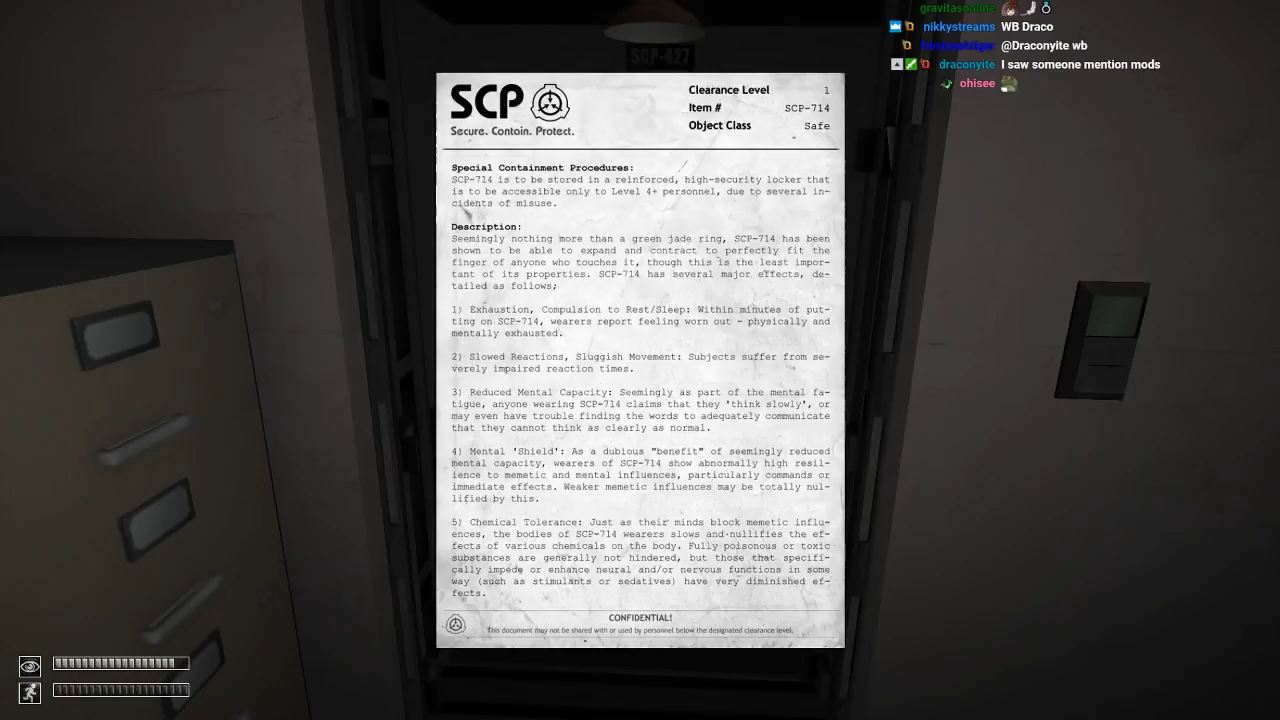 gravitasonline
nikkystreams WB Draco
@Draconyite wb
draconyite I saw someone mention mods
ohisee
SCP-427
SCP
Secure. Contain. Protect.
Clearance Level 1
Item # SCP-714
Object Class Safe
Special Containment Procedures:
SCP-714 is to be stored in a reinforced, high-security locker that
is to be accessible only to Level 4+ personnel, due to several in-
cidents of misuse.
Description:
Seemingly nothing more than a green jade ring, SCP-714 has been
shown to be able to expand and contract to perfectly fit the
finger of anyone who touches it, though this is the least impor-
tant of its properties. SCP-714 has several major effects, de-
tailed as follows;
1) Exhaustion, Compulsion to Rest/Sleep: Within minutes of put-
ting on SCP-714, wearers report feeling worn out - physically and
mentally exhausted.
2) Slowed Reactions, Sluggish Movement: Subjects suffer from se-
verely impaired reaction times.
3) Reduced Mental Capacity: Seemingly as part of the mental fa-
tigue, anyone wearing SCP-714 claims that they 'think slowly', or
may even have trouble finding the words to adequately communicate
that they cannot think as clearly as normal.
4) Mental 'Shield': As a dubious "benefit" of seemingly reduced
mental capacity, wearers of SCP-714 show abnormally high resil-
ience to memetic and mental influences, particularly commands or
immediate effects. Weaker memetic influences may be totally nul-
lified by this.
5) Chemical Tolerance: Just as their minds block memetic influ-
ences, the bodies of SCP-714 wearers slows and nullifies the ef-
fects of various chemicals on the body. Fully poisonous or toxic
substances are generally not hindered, but those that specifi-
cally impede or enhance neural and/or nervous functions in some
way (such as stimulants or sedatives) have very diminished ef-
fects.
CONFIDENTIAL!
This document may not be shared with or used by personnel below the designated clearance level.